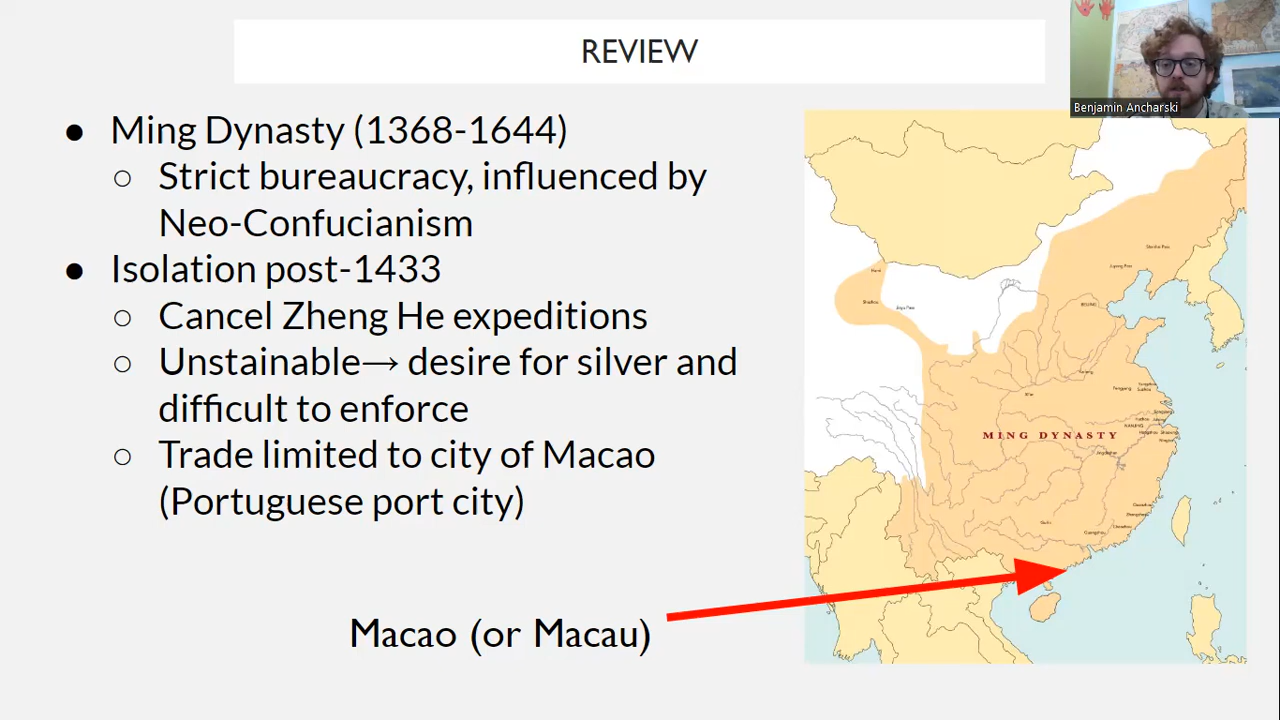 REVIEW
Benjamin Ancharski
● Ming Dynasty (1368-1644)
○ Strict bureaucracy, influenced by
Neo-Confucianism
● Isolation post-1433
○ Cancel Zheng He expeditions
○ Unstainable→ desire for silver and
difficult to enforce
○ Trade limited to city of Macao
(Portuguese port city)
Macao (or Macau)
MING DYNASTY
BEIJING